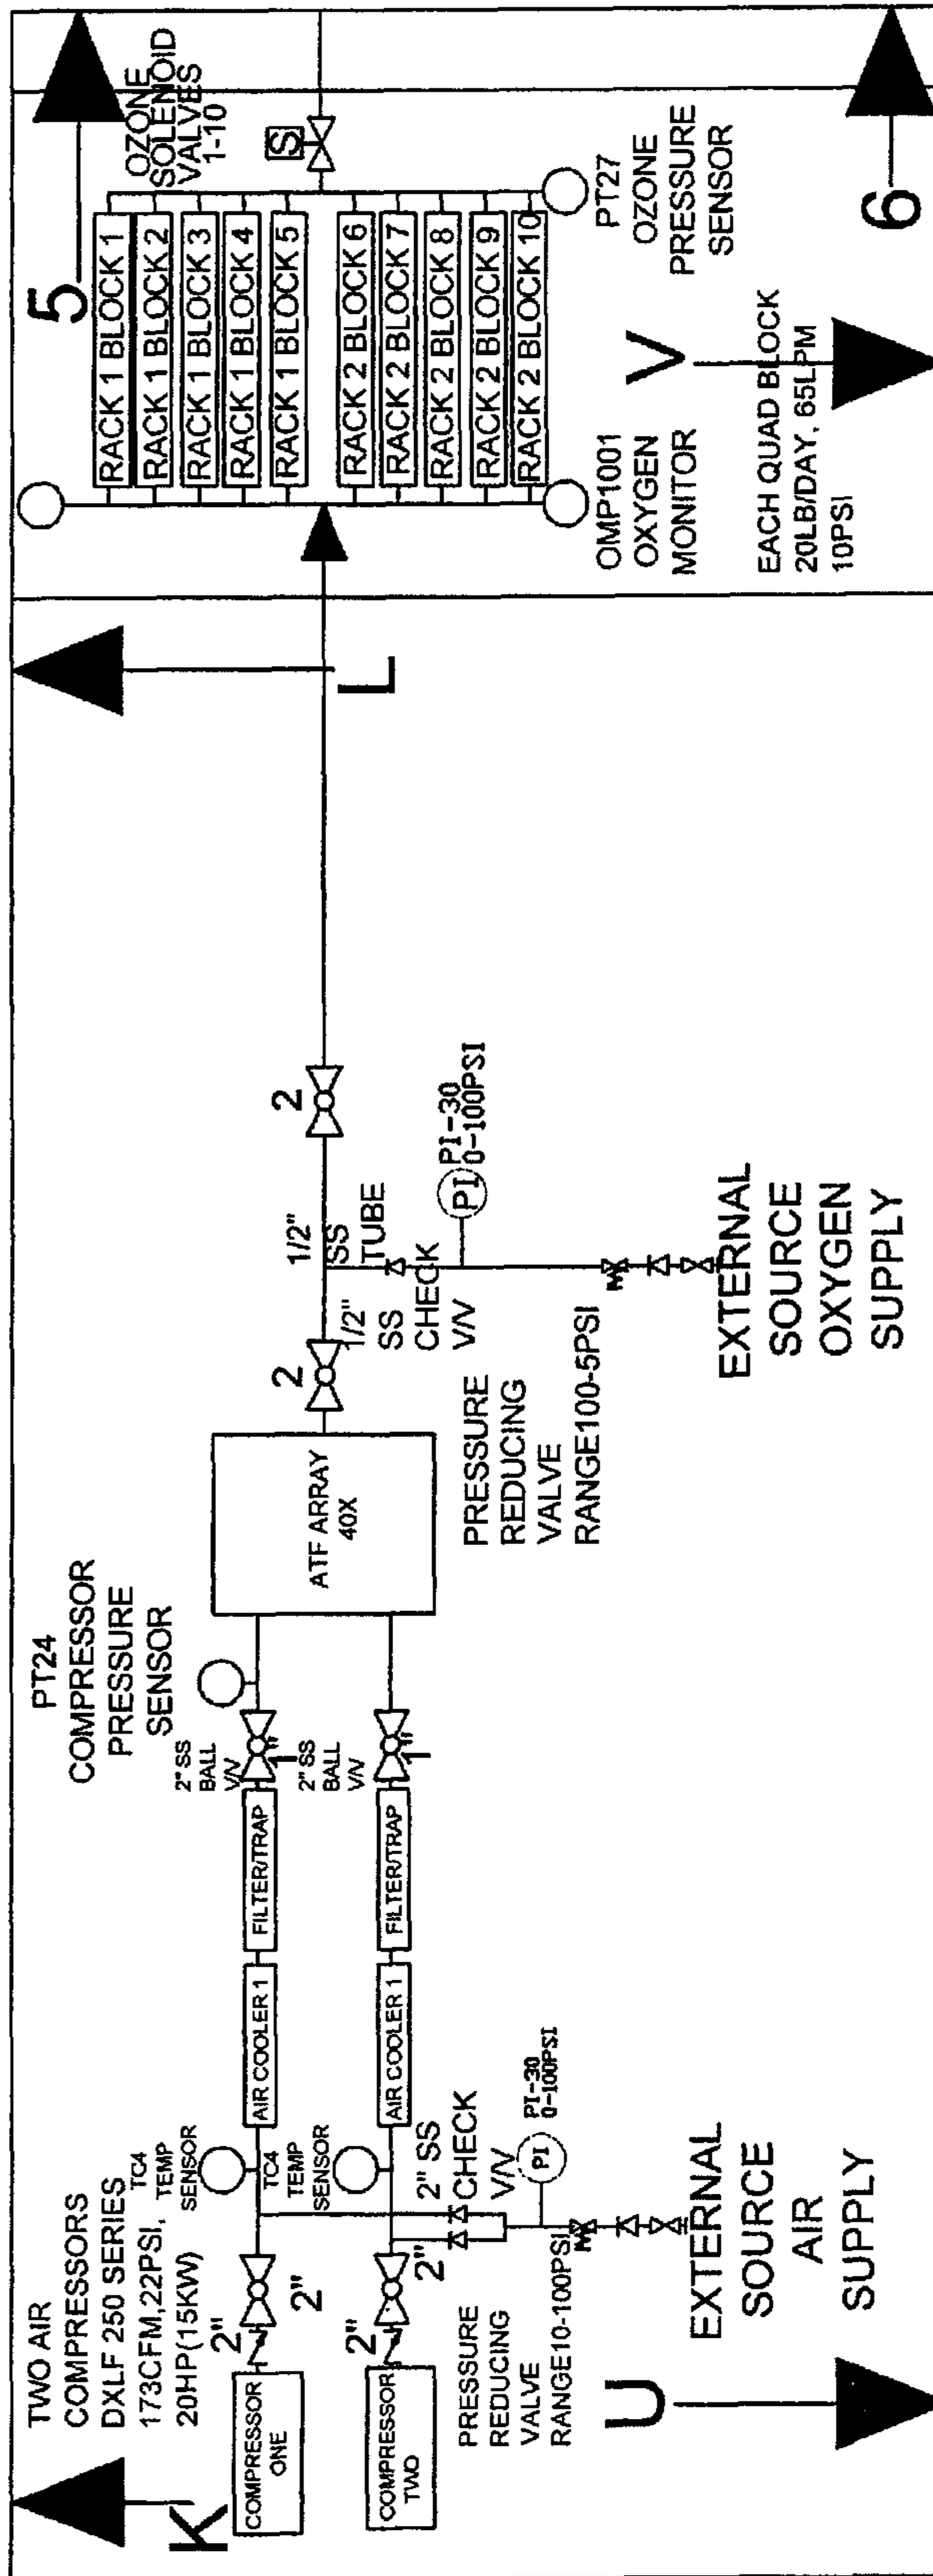 TWO AIR
COMPRESSORS
DXLF 250 SERIES
173CFM,22PSI,
20HP(15KW)
K
COMPRESSOR
ONE
COMPRESSOR
TWO
2"
2"
2"
2"
TC4
TEMP
SENSOR
TC4
TEMP
SENSOR
AIR COOLER 1
AIR COOLER 1
FILTER/TRAP
FILTER/TRAP
2" SS
CHECK
V/V
PI
PI-30
0-100PSI
PRESSURE
REDUCING
VALVE
RANGE10-100PSI
U
EXTERNAL
SOURCE
AIR
SUPPLY
PT24
COMPRESSOR
PRESSURE
SENSOR
2" SS
BALL
V/V
1"
2" SS
BALL
V/V
1"
ATF ARRAY
40X
2
2
1/2"
SS
TUBE
1/2"
SS
CHECK
V/V
PI
PI-30
0-100PSI
PRESSURE
REDUCING
VALVE
RANGE100-5PSI
EXTERNAL
SOURCE
OXYGEN
SUPPLY
L
5
OZONE
SOLENOID
VALVES
1-10
S
RACK 1 BLOCK 1
RACK 1 BLOCK 2
RACK 1 BLOCK 3
RACK 1 BLOCK 4
RACK 1 BLOCK 5
RACK 2 BLOCK 6
RACK 2 BLOCK 7
RACK 2 BLOCK 8
RACK 2 BLOCK 9
RACK 2 BLOCK 10
OMP1001
OXYGEN
MONITOR
PT27
OZONE
PRESSURE
SENSOR
V
EACH QUAD BLOCK
20LB/DAY, 65LPM
10PSI
6